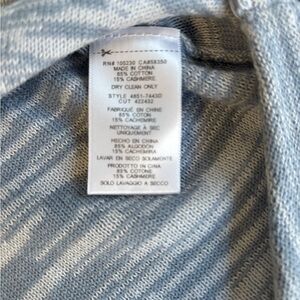 RN# 100230 CA#58350
MADE IN CHINA
85% COTTON
15% CASHMERE
DRY CLEAN ONLY
STYLE 4851-7443D
CUT 422432
FABRIQUÉ EN CHINE
85% COTON
15% CACHEMIRE
NETTOYAGE À SEC
UNIQUEMENT
HECHO EN CHINA
85% ALGODÓN
15% CACHEMIRA
LAVAR EN SECO SOLAMENTE
PRODOTTO IN CINA
85% COTONE
15% CASHMERE
SOLO LAVAGGIO A SECCO